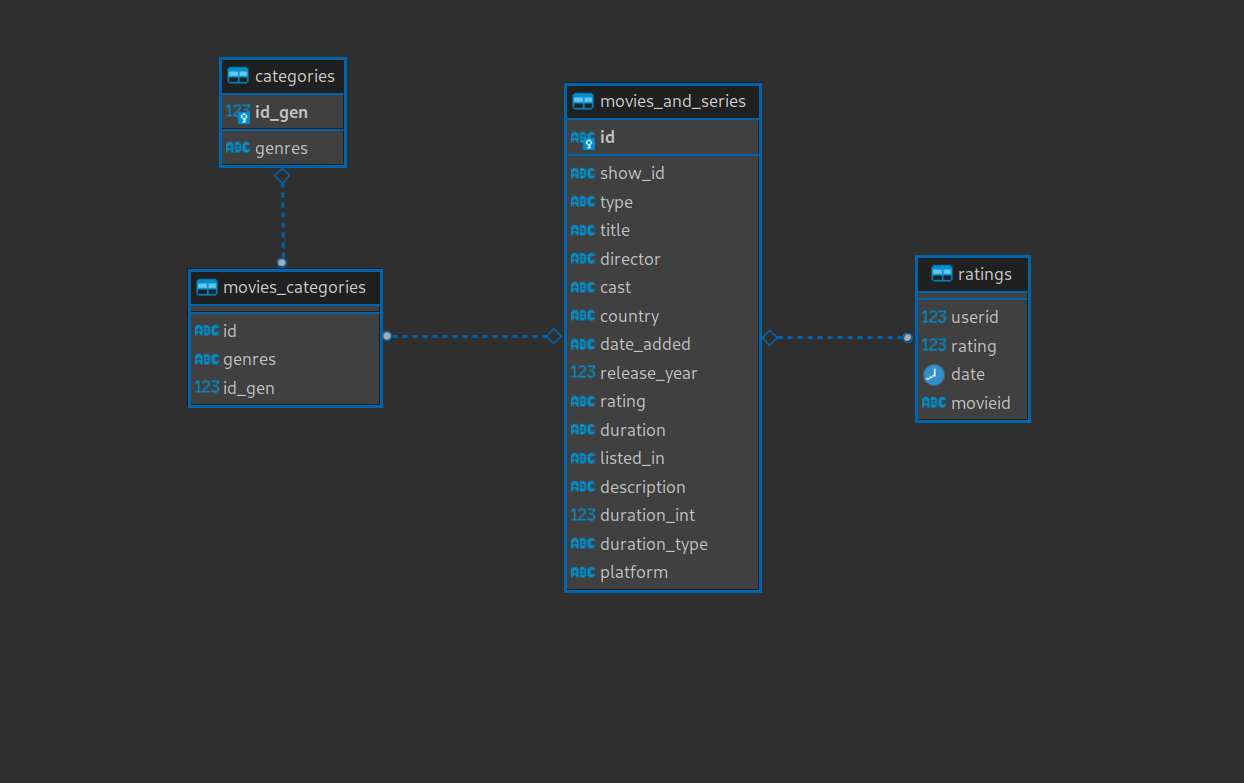 categories
123 id_gen
ABC genres
movies_categories
ABC id
ABC genres
123 id_gen
movies_and_series
ABC id
ABC show_id
ABC type
ABC title
ABC director
ABC cast
ABC country
ABC date_added
123 release_year
ABC rating
ABC duration
ABC listed_in
ABC description
123 duration_int
ABC duration_type
ABC platform
ratings
123 userid
123 rating
date
ABC movieid